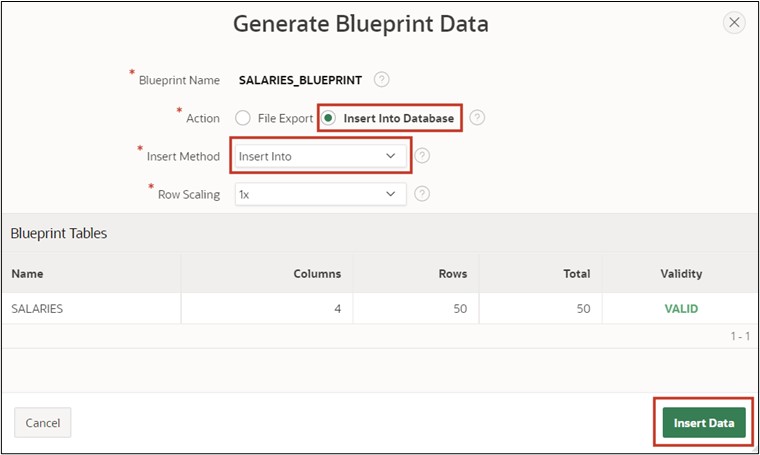 Generate Blueprint Data
* Blueprint Name SALARIES_BLUEPRINT ?
* Action File Export Insert Into Database ?
* Insert Method Insert Into ?
* Row Scaling 1x ?
Blueprint Tables
Name Columns Rows Total Validity
SALARIES 4 50 50 VALID
1 - 1
Cancel Insert Data